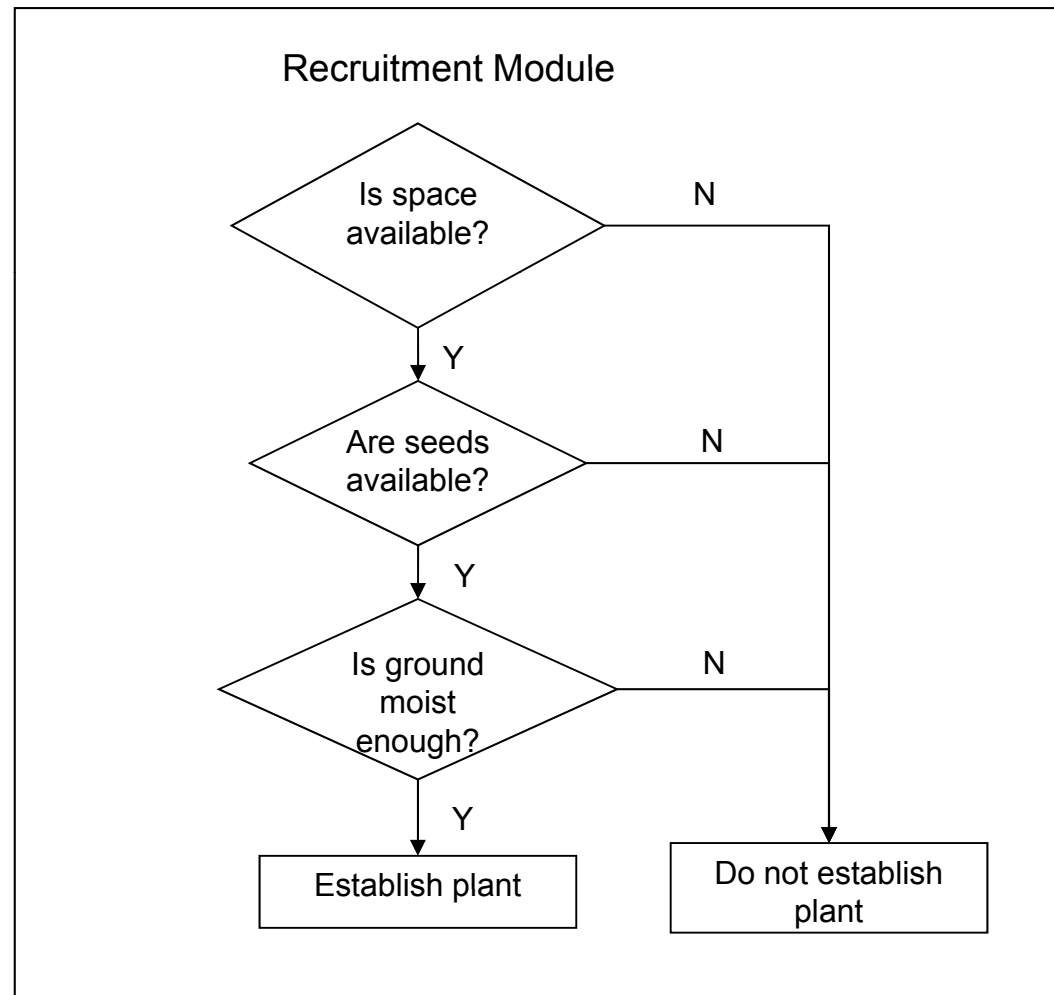 Recruitment Module
Is space
available?
N
Y
Are seeds
available?
N
Y
Is ground
moist
enough?
N
Y
Establish plant
Do not establish
plant